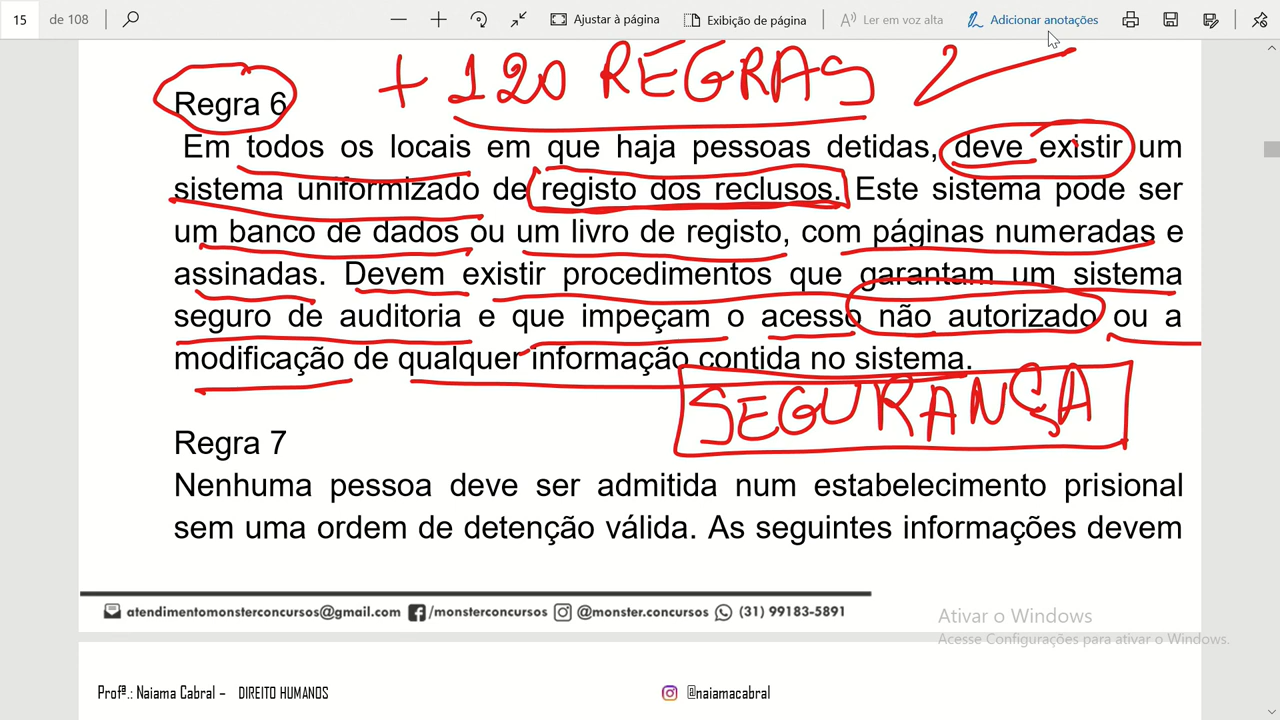 15 de 108 Ajustar à página Exibição de página Ler em voz alta Adicionar anotações
+ 120 REGRAS
Regra 6
Em todos os locais em que haja pessoas detidas, deve existir um
sistema uniformizado de registo dos reclusos. Este sistema pode ser
um banco de dados ou um livro de registo, com páginas numeradas e
assinadas. Devem existir procedimentos que garantam um sistema
seguro de auditoria e que impeçam o acesso não autorizado ou a
modificação de qualquer informação contida no sistema.
SEGURANÇA
Regra 7
Nenhuma pessoa deve ser admitida num estabelecimento prisional
sem uma ordem de detenção válida. As seguintes informações devem
atendimentomonsterconcursos@gmail.com /monsterconcursos @monster.concursos (31) 99183-5891
Ativar o Windows
Acesse Configurações para ativar o Windows.
Profª.: Naiama Cabral – DIREITO HUMANOS @naiamacabral